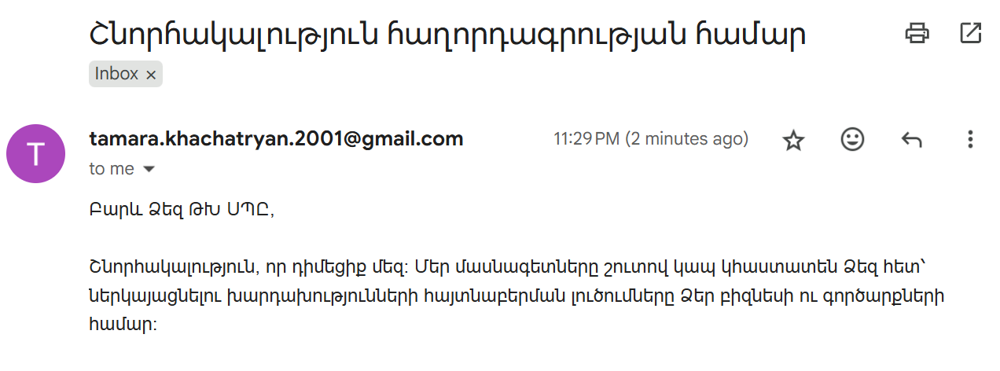 Շնորհակալություն հաղորդագրության համար
Inbox ×
T
tamara.khachatryan.2001@gmail.com
11:29 PM (2 minutes ago)
to me
Բարև Ձեզ ԹԽ ՍՊԸ,
Շնորհակալություն, որ դիմեցիք մեզ: Մեր մասնագետները շուտով կապ կհաստատեն Ձեզ հետ՝
ներկայացնելու խարդախությունների հայտնաբերման լուծումները Ձեր բիզնեսի ու գործարքների
համար: